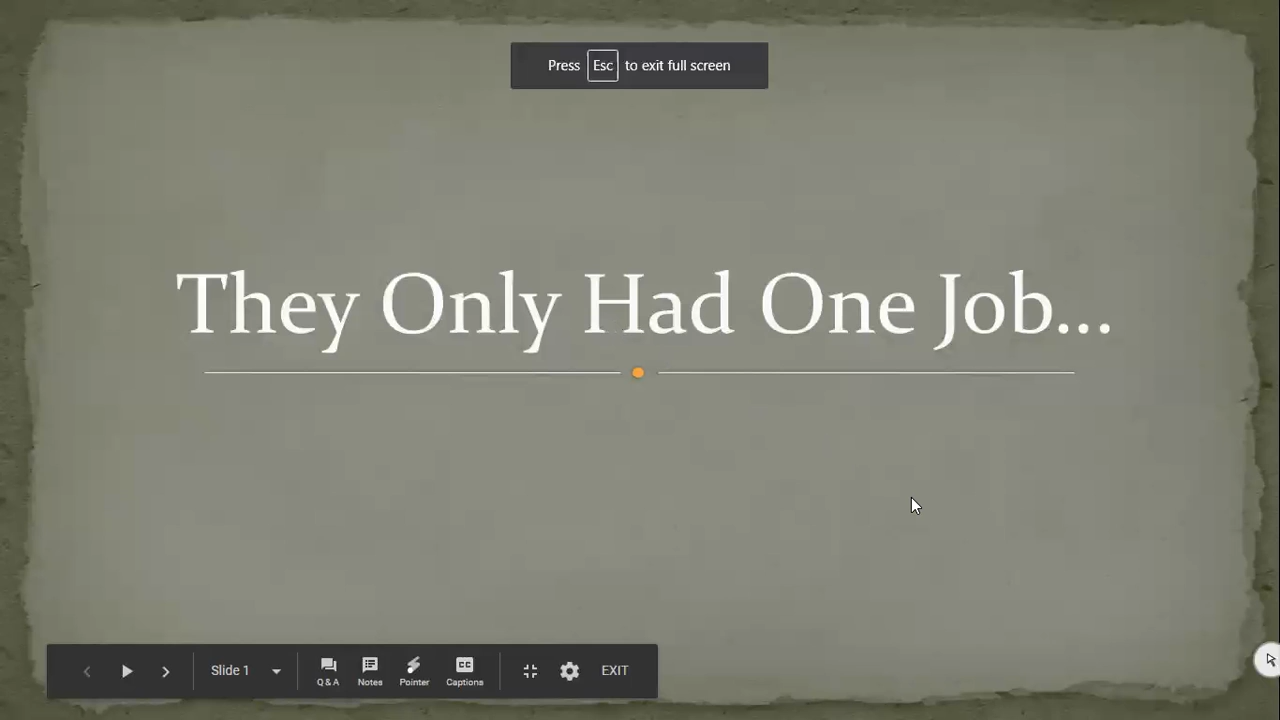 Press Esc to exit full screen
They Only Had One Job...
Slide 1
Q & A Notes Pointer Captions
EXIT